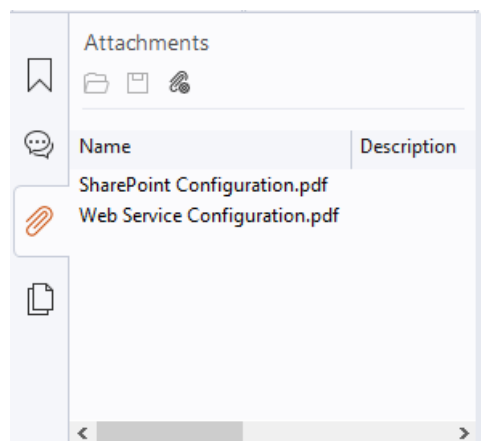 Attachments
Name Description
SharePoint Configuration.pdf
Web Service Configuration.pdf